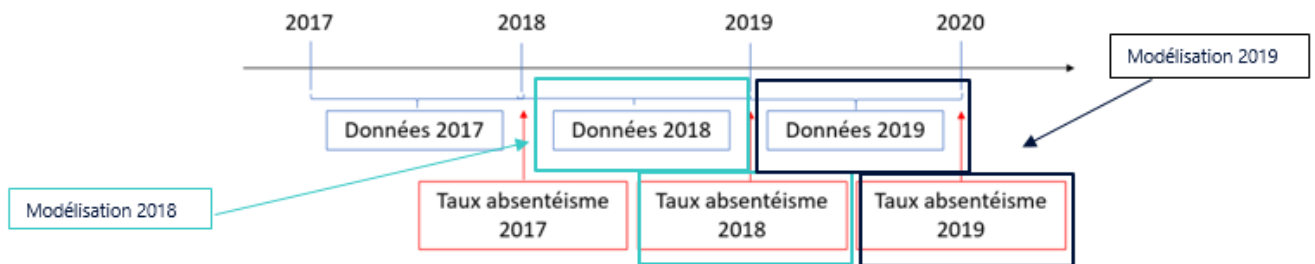 2017
2018
2019
2020
Modélisation 2019
Données 2017
Données 2018
Données 2019
Modélisation 2018
Taux absentéisme
2017
Taux absentéisme
2018
Taux absentéisme
2019